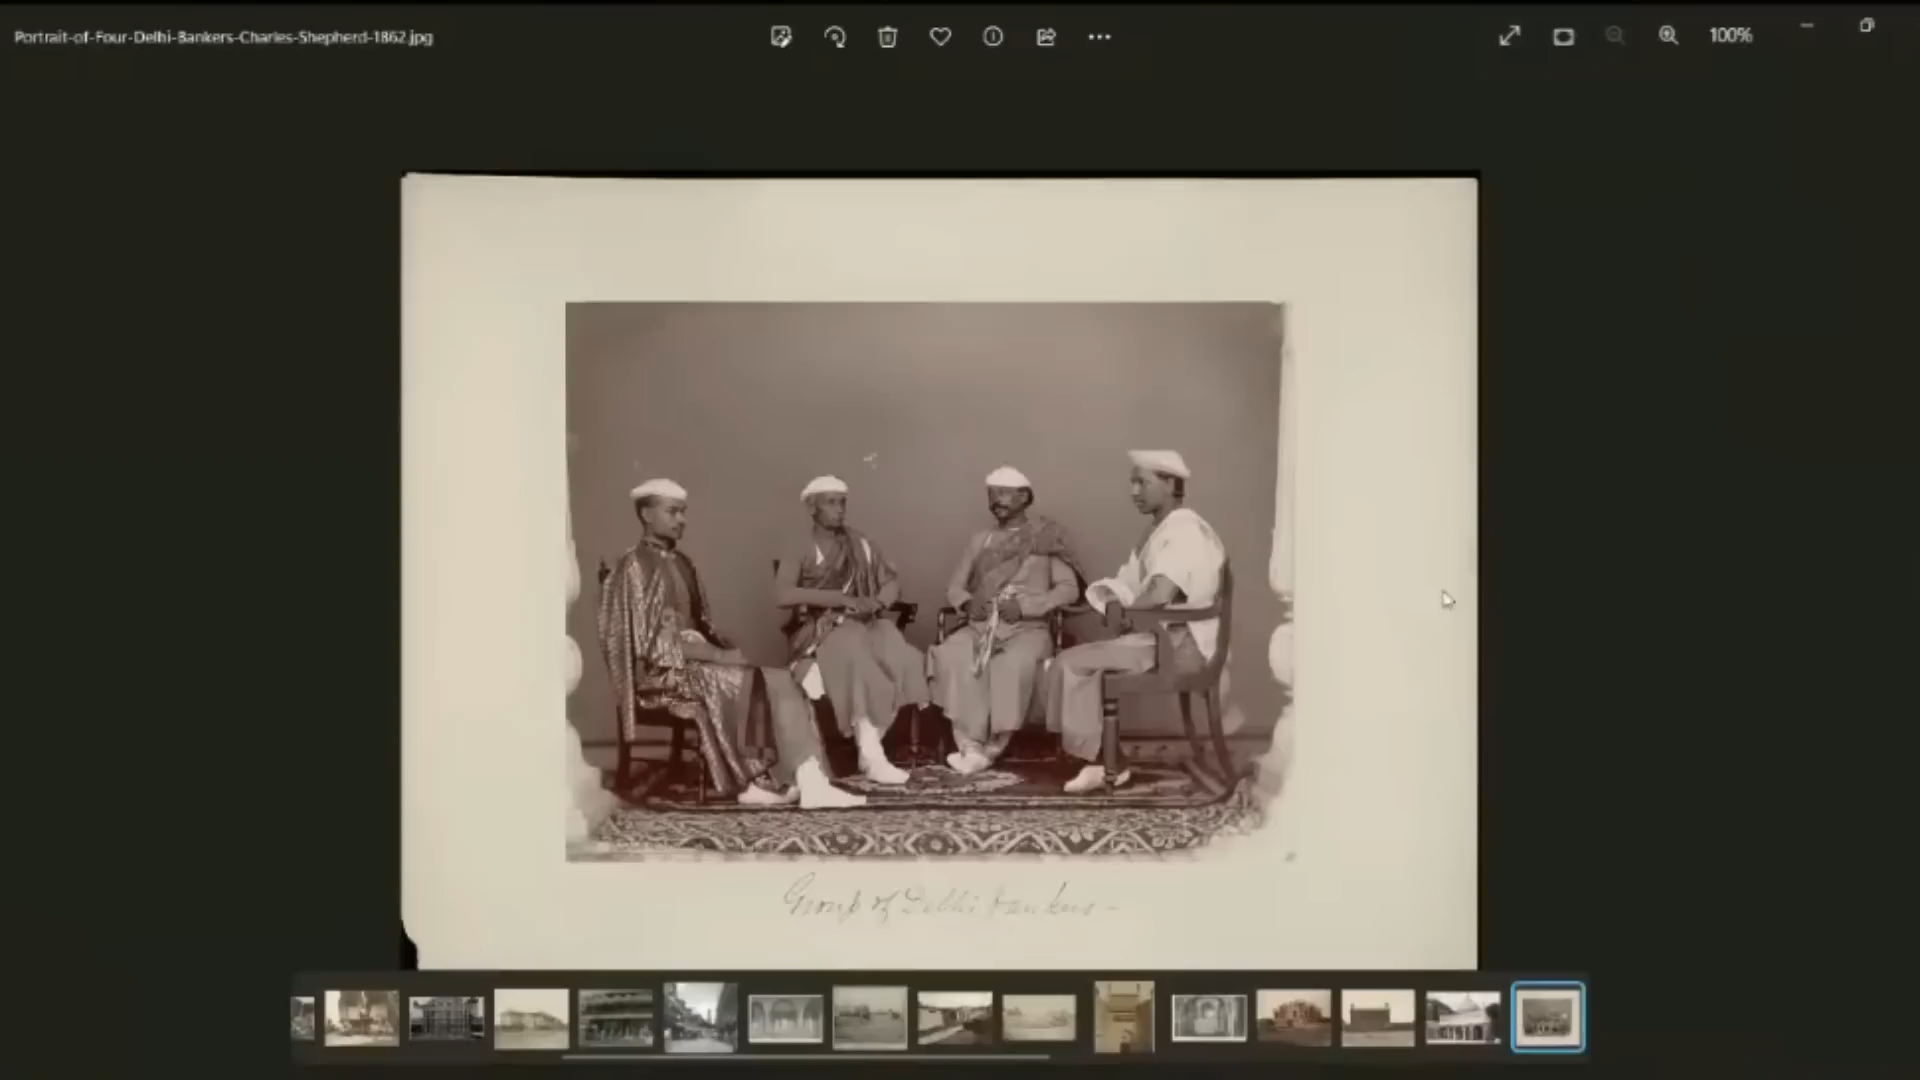 Portrait-of-Four-Delhi-Bankers-Charles-Shepherd-1862.jpg
100%
Group of Delhi bankers -